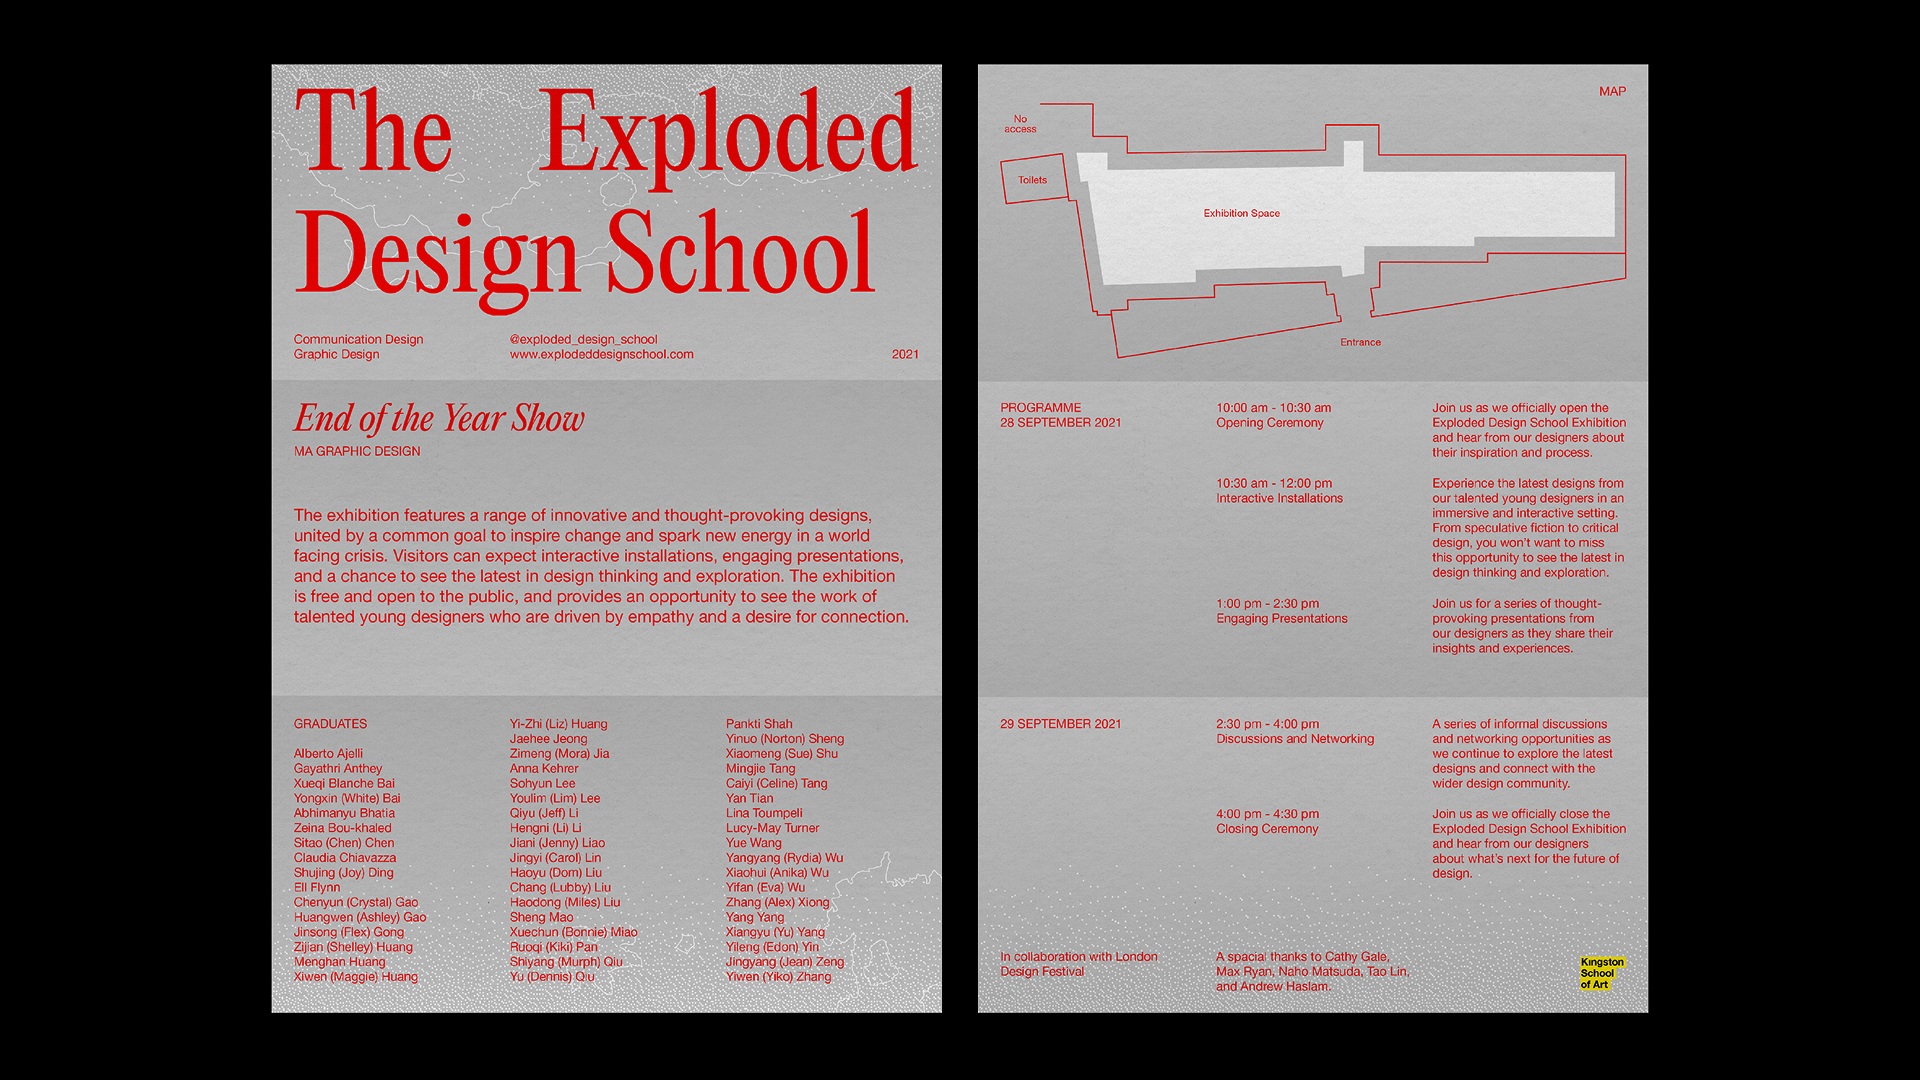 The Exploded
Design School
Communication Design
Graphic Design
@exploded_design_school
www.explodeddesignschool.com
2021
End of the Year Show
MA GRAPHIC DESIGN
The exhibition features a range of innovative and thought-provoking designs,
united by a common goal to inspire change and spark new energy in a world
facing crisis. Visitors can expect interactive installations, engaging presentations,
and a chance to see the latest in design thinking and exploration. The exhibition
is free and open to the public, and provides an opportunity to see the work of
talented young designers who are driven by empathy and a desire for connection.
GRADUATES
Alberto Ajelli
Gayathri Anthey
Xueqi Blanche Bai
Yongxin (White) Bai
Abhimanyu Bhatia
Zeina Bou-khaled
Sitao (Chen) Chen
Claudia Chiavazza
Shujing (Joy) Ding
Ell Flynn
Chenyun (Crystal) Gao
Huangwen (Ashley) Gao
Jinsong (Flex) Gong
Zijian (Shelley) Huang
Menghan Huang
Xiwen (Maggie) Huang
Yi-Zhi (Liz) Huang
Jaehee Jeong
Zimeng (Mora) Jia
Anna Kehrer
Sohyun Lee
Youlim (Lim) Lee
Qiyu (Jeff) Li
Hengni (Li) Li
Jiani (Jenny) Liao
Jingyi (Carol) Lin
Haoyu (Dom) Liu
Chang (Lubby) Liu
Haodong (Miles) Liu
Sheng Mao
Xuechun (Bonnie) Miao
Ruoqi (Kiki) Pan
Shiyang (Murph) Qiu
Yu (Dennis) Qiu
Pankti Shah
Yinuo (Norton) Sheng
Xiaomeng (Sue) Shu
Mingjie Tang
Caiyi (Celine) Tang
Yan Tian
Lina Toumpeli
Lucy-May Turner
Yue Wang
Yangyang (Rydia) Wu
Xiaohui (Anika) Wu
Yifan (Eva) Wu
Zhang (Alex) Xiong
Yang Yang
Xiangyu (Yu) Yang
Yileng (Edon) Yin
Jingyang (Jean) Zeng
Yiwen (Yiko) Zhang
MAP
No
access
Toilets
Exhibition Space
Entrance
PROGRAMME
28 SEPTEMBER 2021
10:00 am - 10:30 am
Opening Ceremony
Join us as we officially open the
Exploded Design School Exhibition
and hear from our designers about
their inspiration and process.
10:30 am - 12:00 pm
Interactive Installations
Experience the latest designs from
our talented young designers in an
immersive and interactive setting.
From speculative fiction to critical
design, you won't want to miss
this opportunity to see the latest in
design thinking and exploration.
1:00 pm - 2:30 pm
Engaging Presentations
Join us for a series of thought-
provoking presentations from
our designers as they share their
insights and experiences.
29 SEPTEMBER 2021
2:30 pm - 4:00 pm
Discussions and Networking
A series of informal discussions
and networking opportunities as
we continue to explore the latest
designs and connect with the
wider design community.
4:00 pm - 4:30 pm
Closing Ceremony
Join us as we officially close the
Exploded Design School Exhibition
and hear from our designers
about what's next for the future of
design.
In collaboration with London
Design Festival
A spacial thanks to Cathy Gale,
Max Ryan, Naho Matsuda, Tao Lin,
and Andrew Haslam.
Kingston
School
of Art